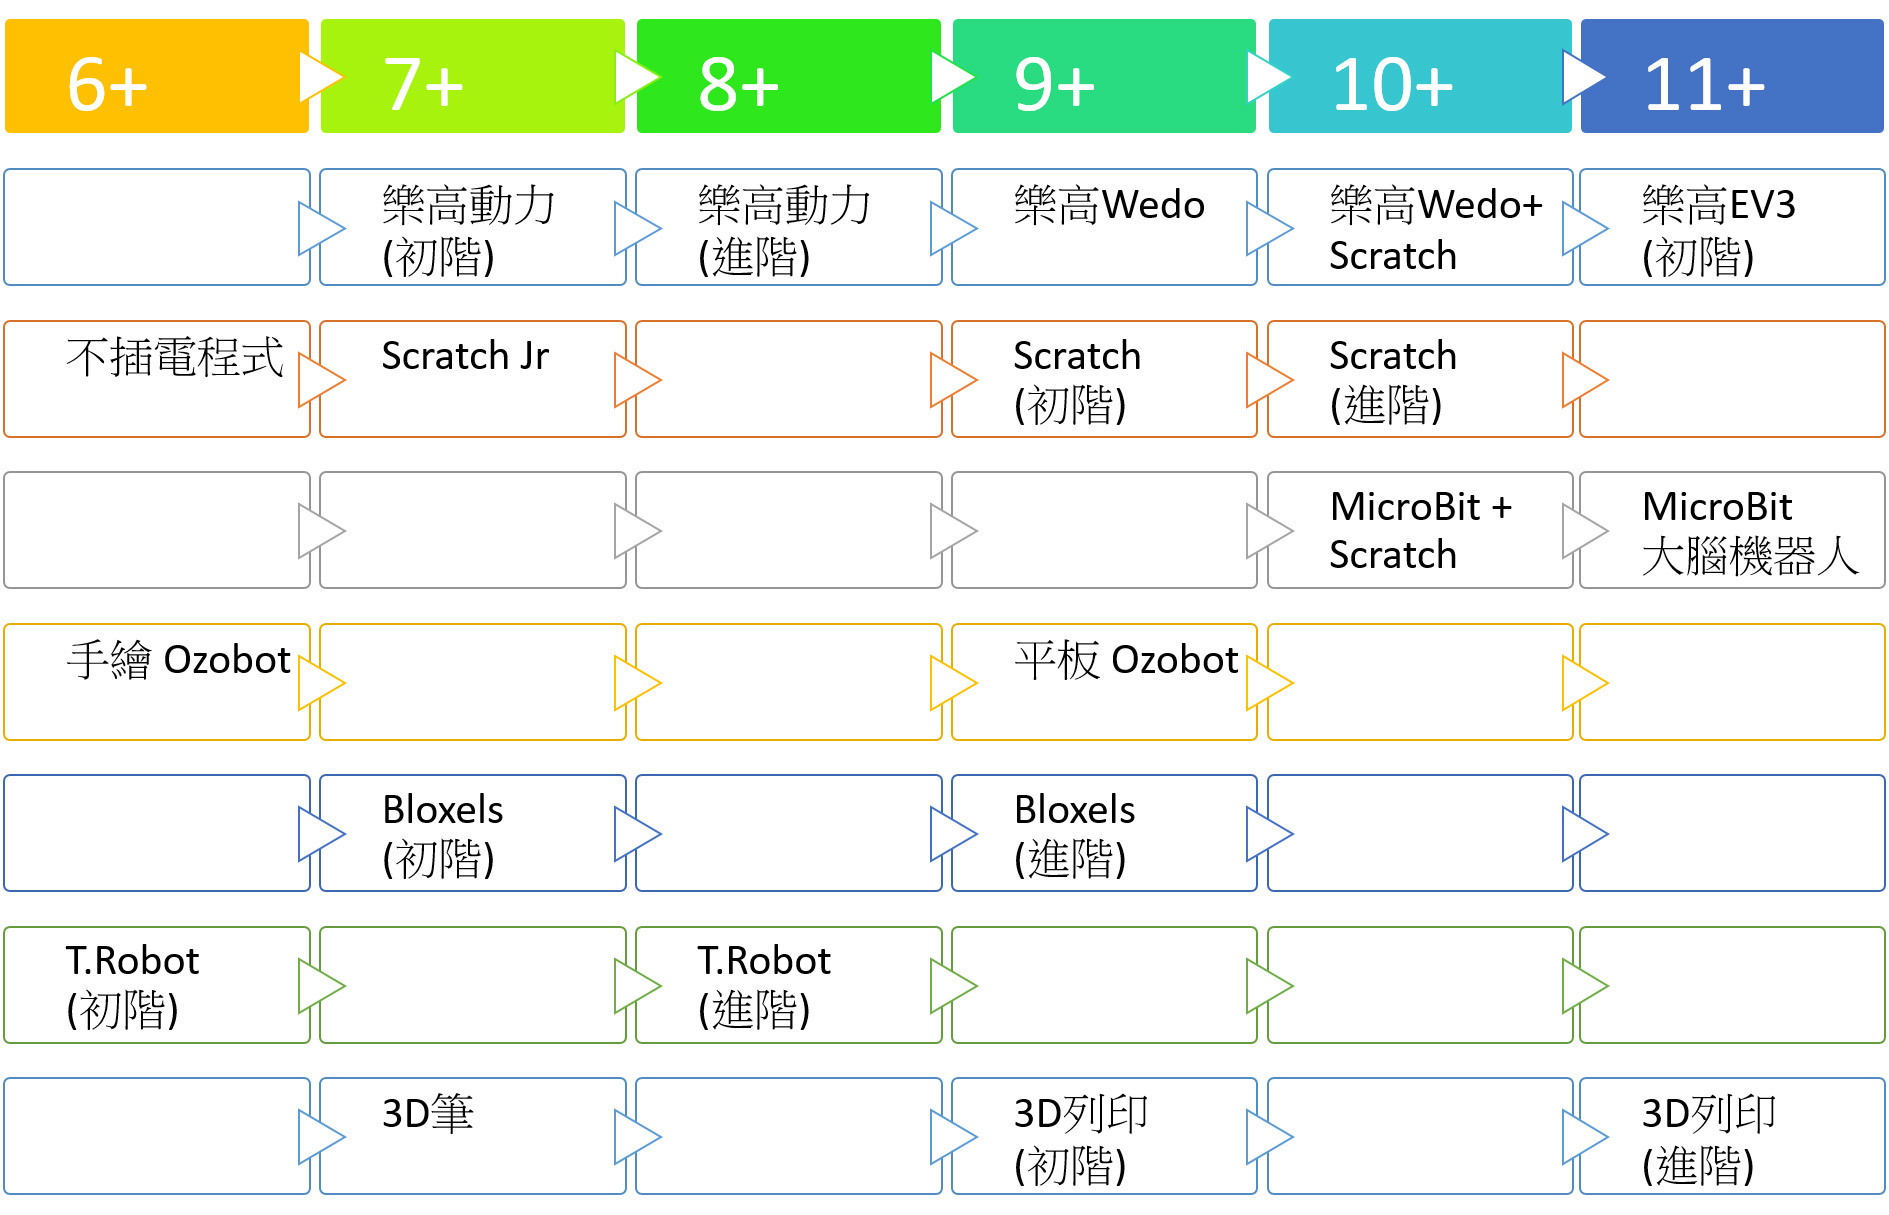 6+
7+
8+
9+
10+
11+
樂高動力
(初階)
樂高動力
(進階)
樂高Wedo
樂高Wedo+
Scratch
樂高EV3
(初階)
不插電程式
Scratch Jr
Scratch
(初階)
Scratch
(進階)
MicroBit +
Scratch
MicroBit
大腦機器人
手繪 Ozobot
平板 Ozobot
Bloxels
(初階)
Bloxels
(進階)
T.Robot
(初階)
T.Robot
(進階)
3D筆
3D列印
(初階)
3D列印
(進階)